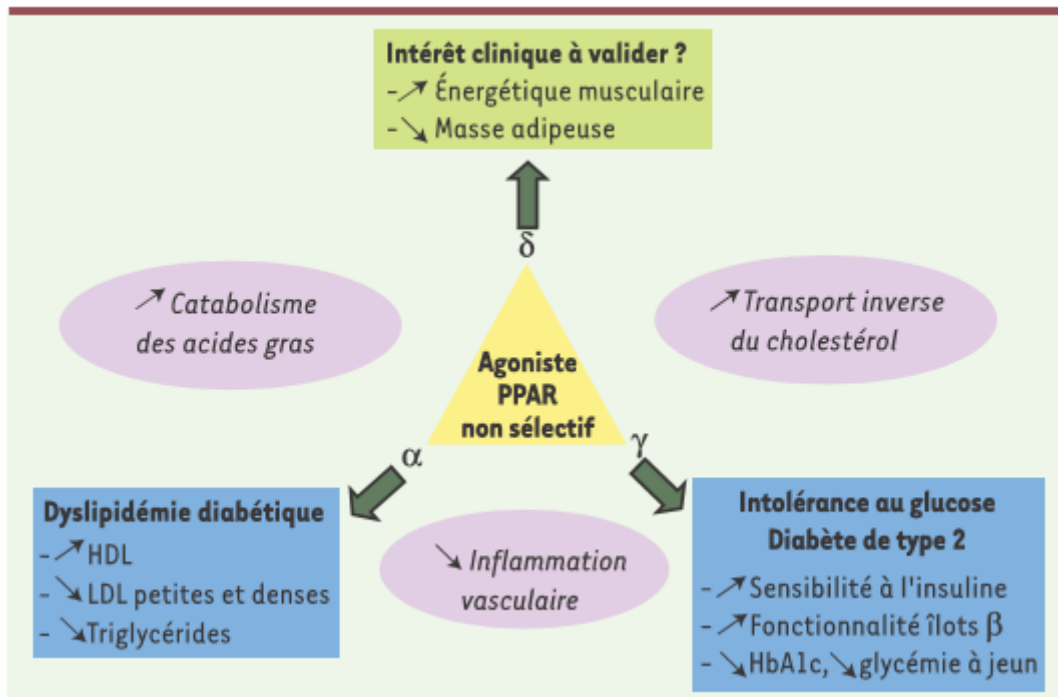 Intérêt clinique à valider ?
-↗ Énergétique musculaire
-↘ Masse adipeuse
δ
↗ Catabolisme
des acides gras
↗ Transport inverse
du cholestérol
Agoniste
PPAR
non sélectif
α
γ
Dyslipidémie diabétique
-↗HDL
-↘LDL petites et denses
-↘Triglycérides
↘ Inflammation
vasculaire
Intolérance au glucose
Diabète de type 2
-↗Sensibilité à l'insuline
-↗Fonctionnalité îlots β
-↘HbA1c,↘glycémie à jeun